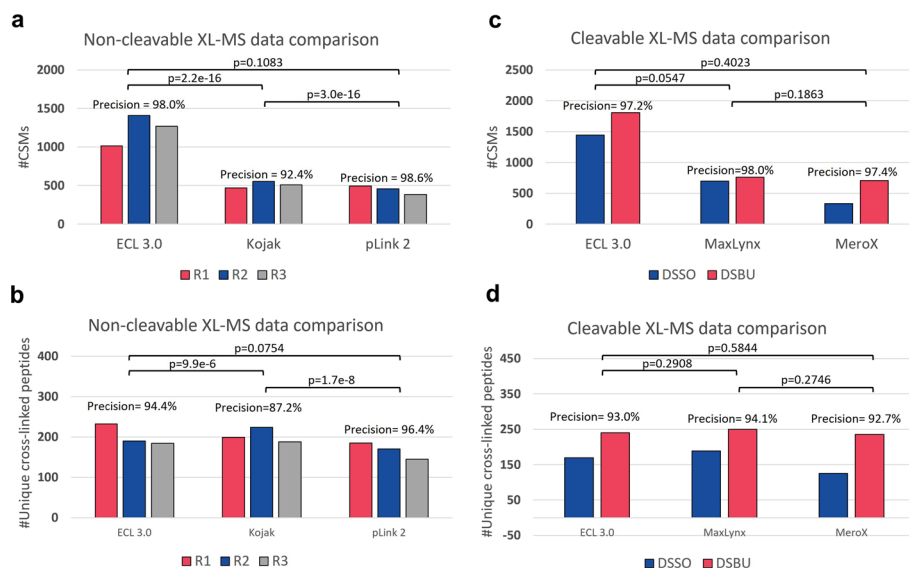 a
Non-cleavable XL-MS data comparison
p=0.1083
p=2.2e-16
p=3.0e-16
Precision = 98.0%
Precision = 92.4%
Precision = 98.6%
#CSMs
2000
1500
1000
500
0
ECL 3.0
Kojak
pLink 2
R1
R2
R3
c
Cleavable XL-MS data comparison
p=0.4023
p=0.0547
p=0.1863
Precision= 97.2%
Precision=98.0%
Precision= 97.4%
#CSMs
2500
2000
1500
1000
500
0
ECL 3.0
MaxLynx
MeroX
DSSO
DSBU
b
Non-cleavable XL-MS data comparison
p=0.0754
p=9.9e-6
p=1.7e-8
Precision= 94.4%
Precision=87.2%
Precision= 96.4%
#Unique cross-linked peptides
400
300
200
100
0
ECL 3.0
Kojak
pLink 2
R1
R2
R3
d
Cleavable XL-MS data comparison
p=0.5844
p=0.2908
p=0.2746
Precision= 93.0%
Precision= 94.1%
Precision= 92.7%
#Unique cross-linked peptides
450
350
250
150
50
-50
ECL 3.0
MaxLynx
MeroX
DSSO
DSBU